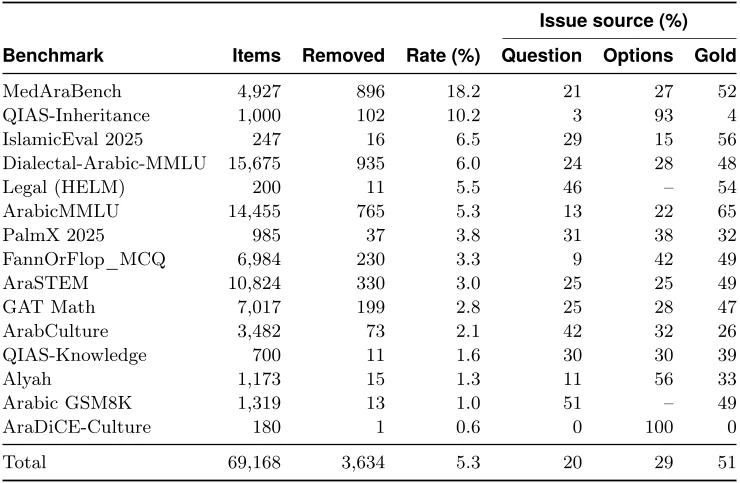 Issue source (%)
Benchmark Items Removed Rate (%) Question Options Gold
MedAraBench 4,927 896 18.2 21 27 52
QIAS-Inheritance 1,000 102 10.2 3 93 4
IslamicEval 2025 247 16 6.5 29 15 56
Dialectal-Arabic-MMLU 15,675 935 6.0 24 28 48
Legal (HELM) 200 11 5.5 46 – 54
ArabicMMLU 14,455 765 5.3 13 22 65
PalmX 2025 985 37 3.8 31 38 32
FannOrFlop_MCQ 6,984 230 3.3 9 42 49
AraSTEM 10,824 330 3.0 25 25 49
GAT Math 7,017 199 2.8 25 28 47
ArabCulture 3,482 73 2.1 42 32 26
QIAS-Knowledge 700 11 1.6 30 30 39
Alyah 1,173 15 1.3 11 56 33
Arabic GSM8K 1,319 13 1.0 51 – 49
AraDiCE-Culture 180 1 0.6 0 100 0
Total 69,168 3,634 5.3 20 29 51